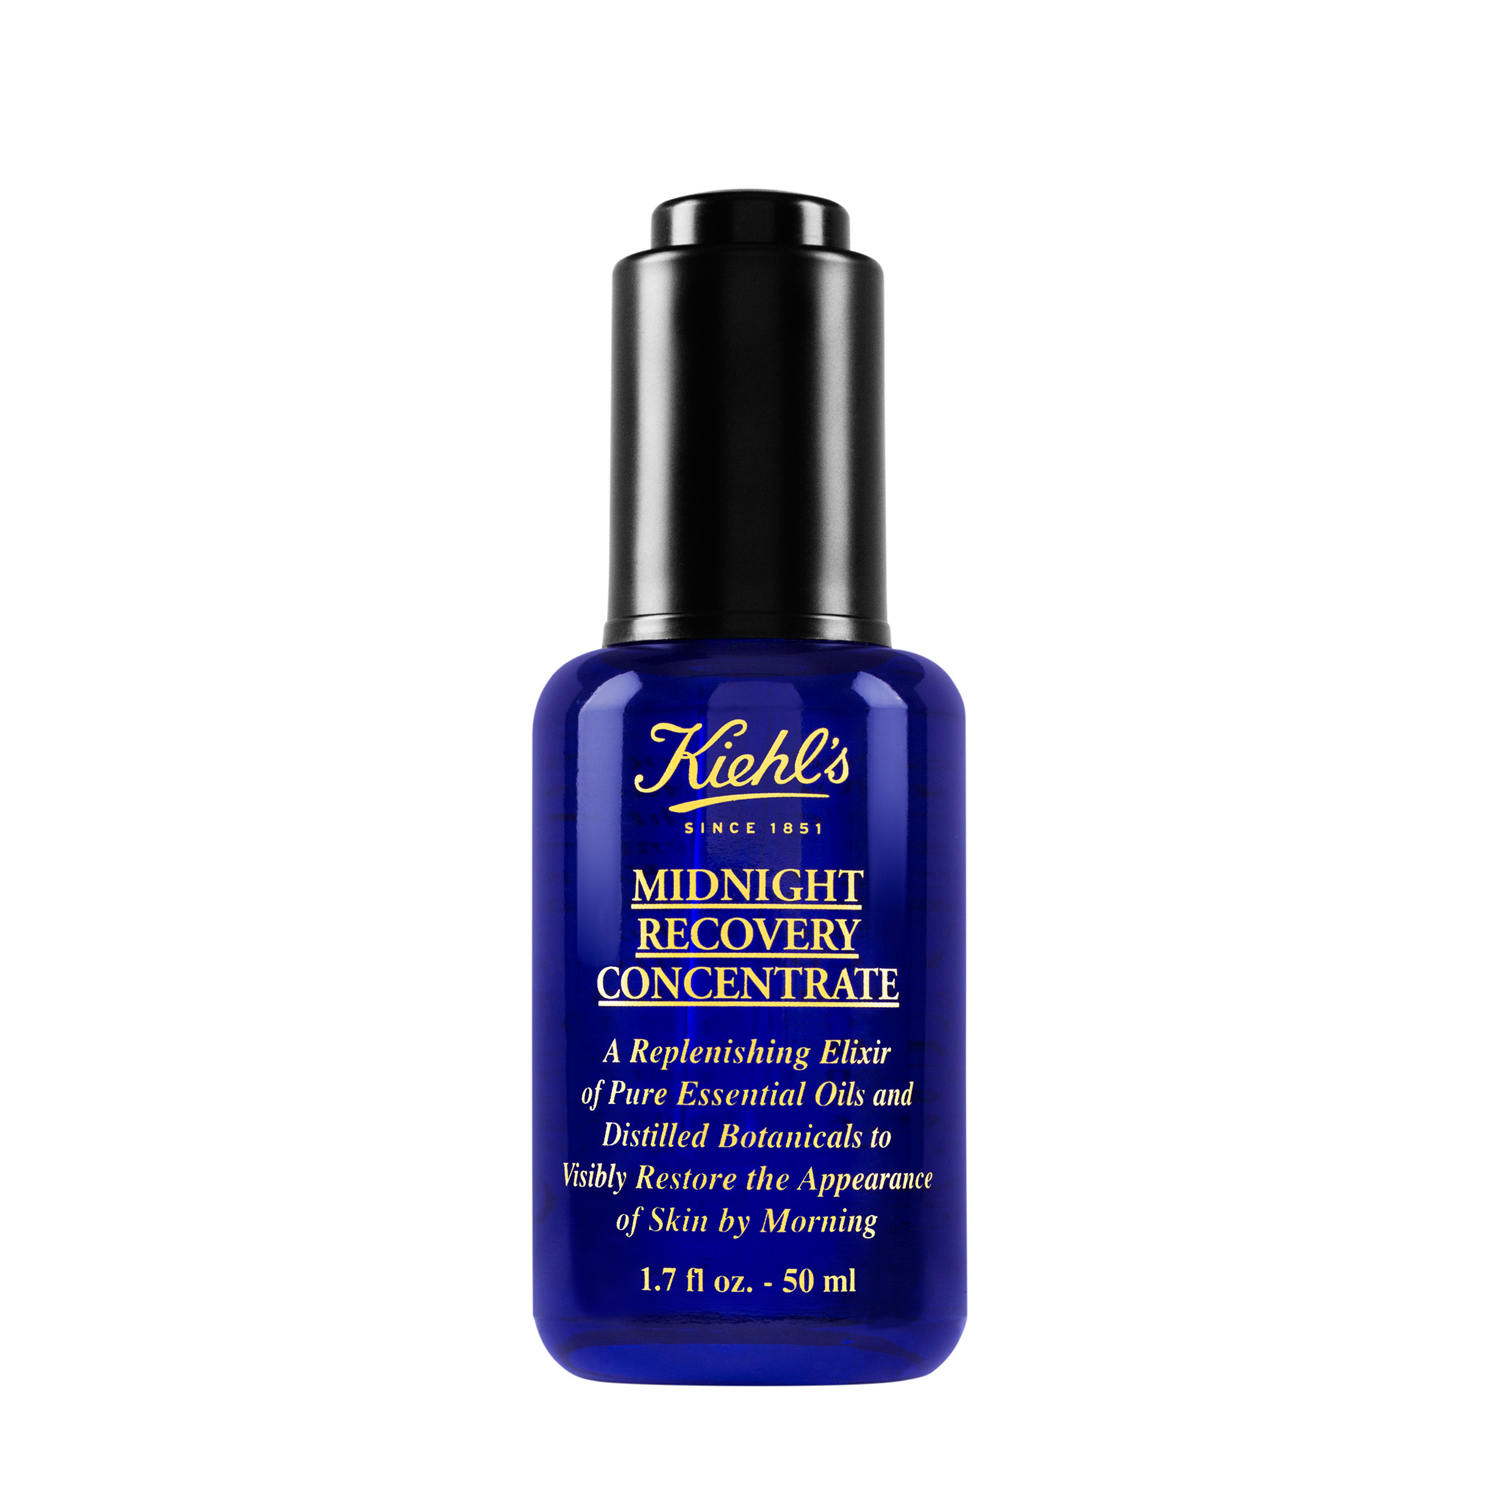 Kiehl's
SINCE 1851
MIDNIGHT
RECOVERY
CONCENTRATE
A Replenishing Elixir
of Pure Essential Oils and
Distilled Botanicals to
Visibly Restore the Appearance
of Skin by Morning
1.7 fl oz. - 50 ml